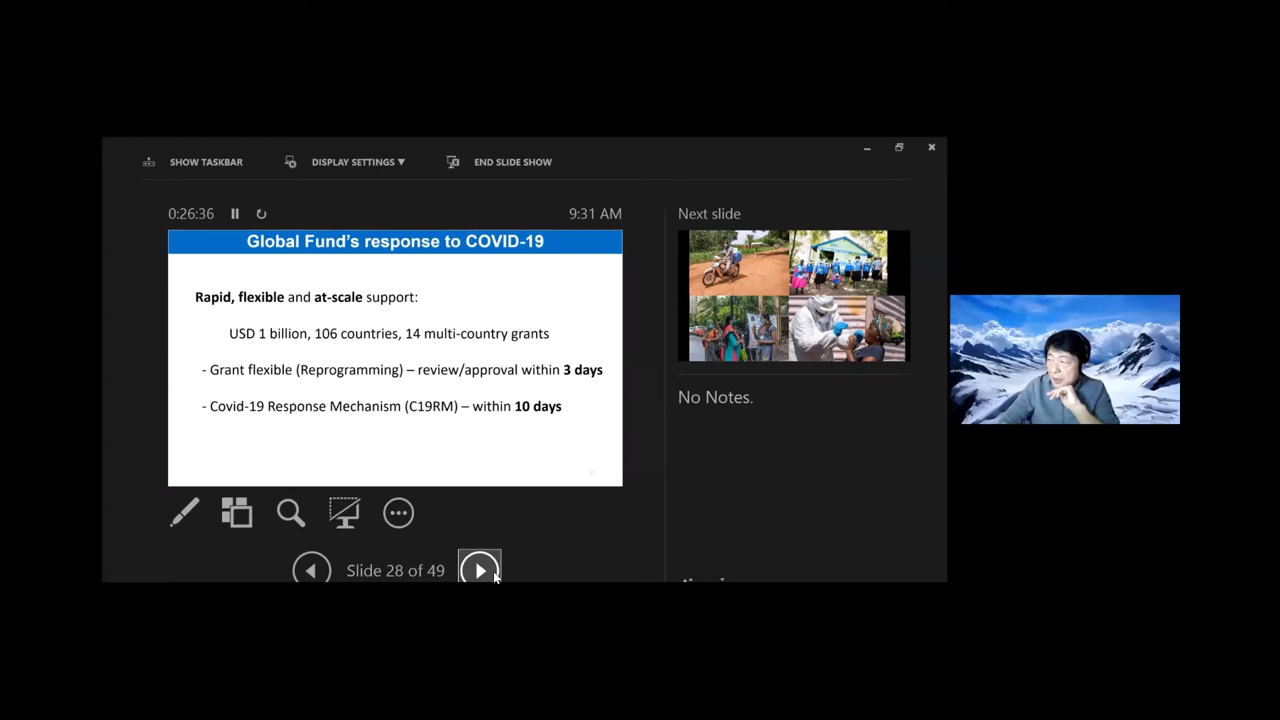 SHOW TASKBAR
DISPLAY SETTINGS ▼
END SLIDE SHOW
0:26:36
9:31 AM
Next slide
Global Fund's response to COVID-19
Rapid, flexible and at-scale support:
USD 1 billion, 106 countries, 14 multi-country grants
- Grant flexible (Reprogramming) – review/approval within 3 days
- Covid-19 Response Mechanism (C19RM) – within 10 days
No Notes.
Slide 28 of 49